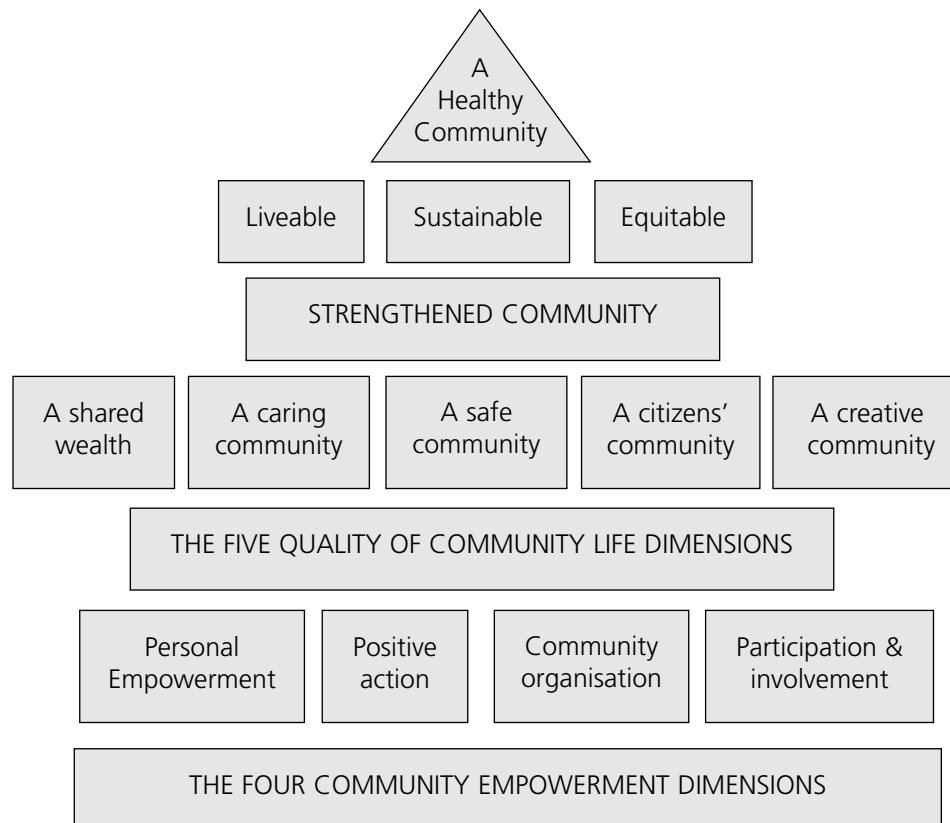 A
Healthy
Community
Liveable
Sustainable
Equitable
STRENGTHENED COMMUNITY
A shared
wealth
A caring
community
A safe
community
A citizens’
community
A creative
community
THE FIVE QUALITY OF COMMUNITY LIFE DIMENSIONS
Personal
Empowerment
Positive
action
Community
organisation
Participation &
involvement
THE FOUR COMMUNITY EMPOWERMENT DIMENSIONS